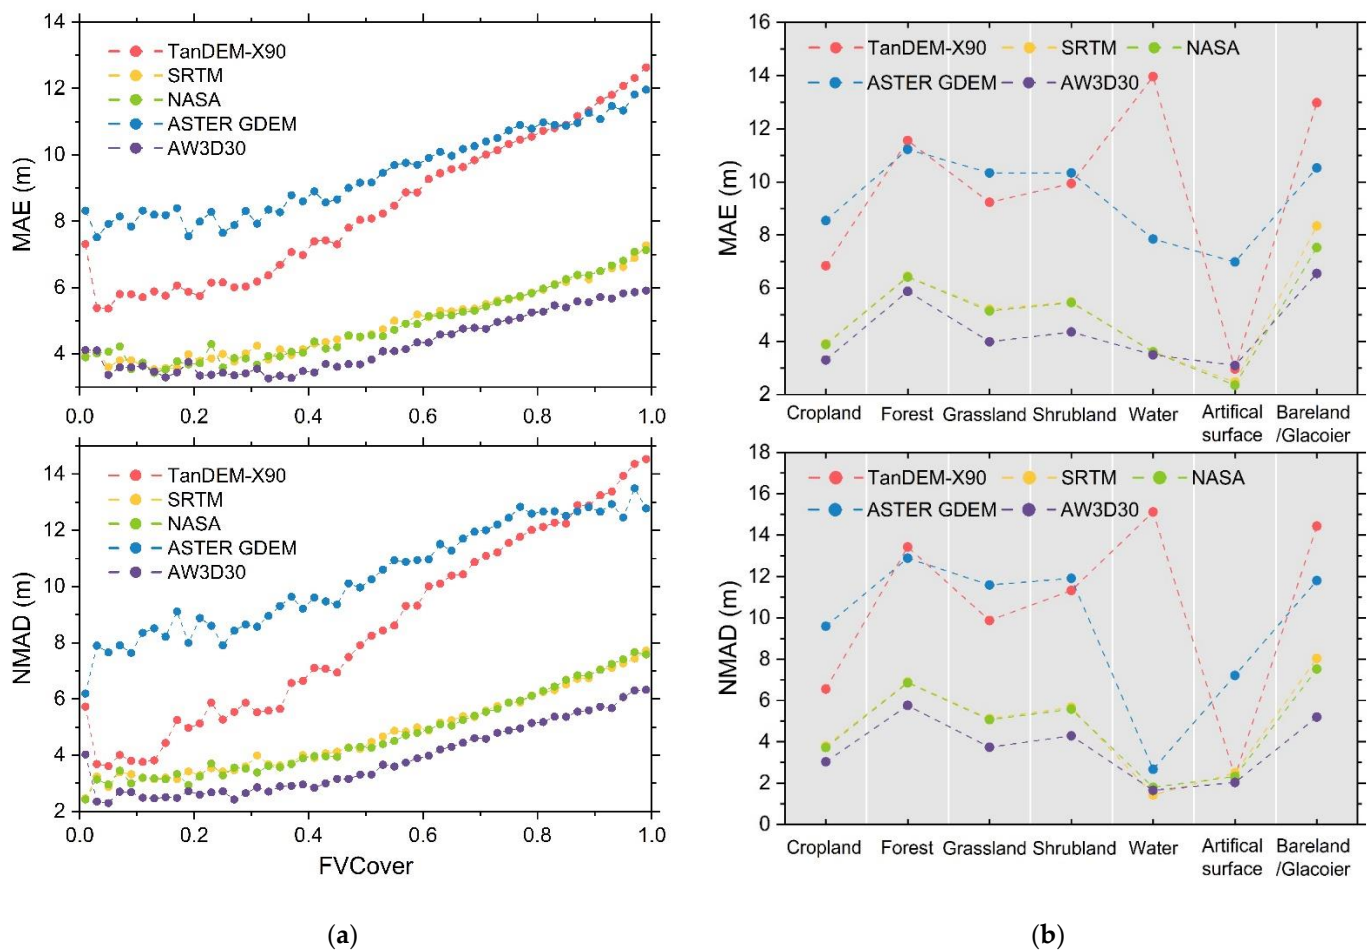 14
12
10
8
6
4
MAE (m)
TanDEM-X90
SRTM
NASA
ASTER GDEM
AW3D30
0.0 0.2 0.4 0.6 0.8 1.0
16
14
12
10
8
6
4
2
MAE (m)
TanDEM-X90 SRTM NASA
ASTER GDEM AW3D30
Cropland Forest Grassland Shrubland Water Artifical Bareland
surface /Glacoier
14
12
10
8
6
4
2
NMAD (m)
TanDEM-X90
SRTM
NASA
ASTER GDEM
AW3D30
0.0 0.2 0.4 0.6 0.8 1.0
FVCover
18
16
14
12
10
8
6
4
2
0
NMAD (m)
TanDEM-X90 SRTM NASA
ASTER GDEM AW3D30
Cropland Forest Grassland Shrubland Water Artifical Bareland
surface /Glacoier
(a) (b)